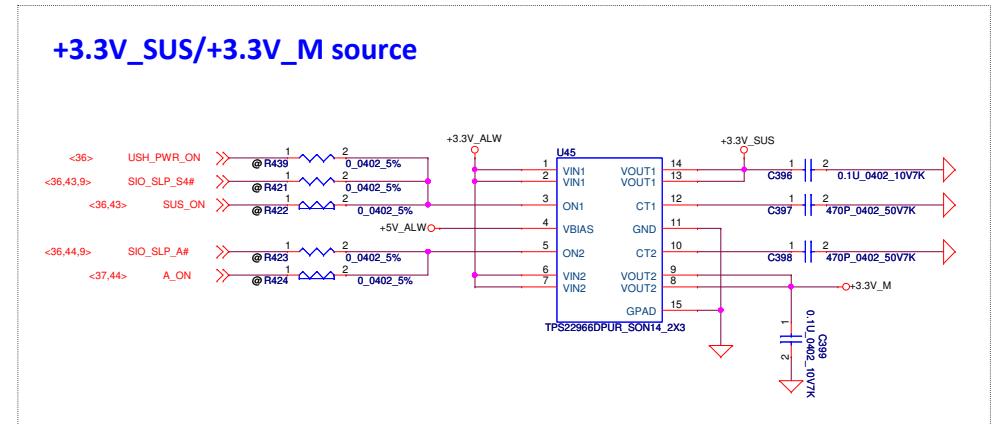 +3.3V_SUS/+3.3V_M source
+3.3V_ALW
+3.3V_SUS
<36> USH_PWR_ON 1 2 @ R439 0_0402_5%
<36,43,9> SIO_SLP_S4# 1 2 @ R421 0_0402_5%
<36,43> SUS_ON 1 2 @ R422 0_0402_5%
+5V_ALW
<36,44,9> SIO_SLP_A# 1 2 @ R423 0_0402_5%
<37,44> A_ON 1 2 @ R424 0_0402_5%
U45
1 VIN1 VOUT1 14
2 VIN1 VOUT1 13
3 ON1 CT1 12
4 VBIAS GND 11
5 ON2 CT2 10
6 VIN2 VOUT2 9
7 VIN2 VOUT2 8
GPAD 15
TPS22966DPUR_SON14_2X3
C396 1 2 0.1U_0402_10V7K
C397 1 2 470P_0402_50V7K
C398 1 2 470P_0402_50V7K
+3.3V_M
1 2 C399
0.1U_0402_10V7K